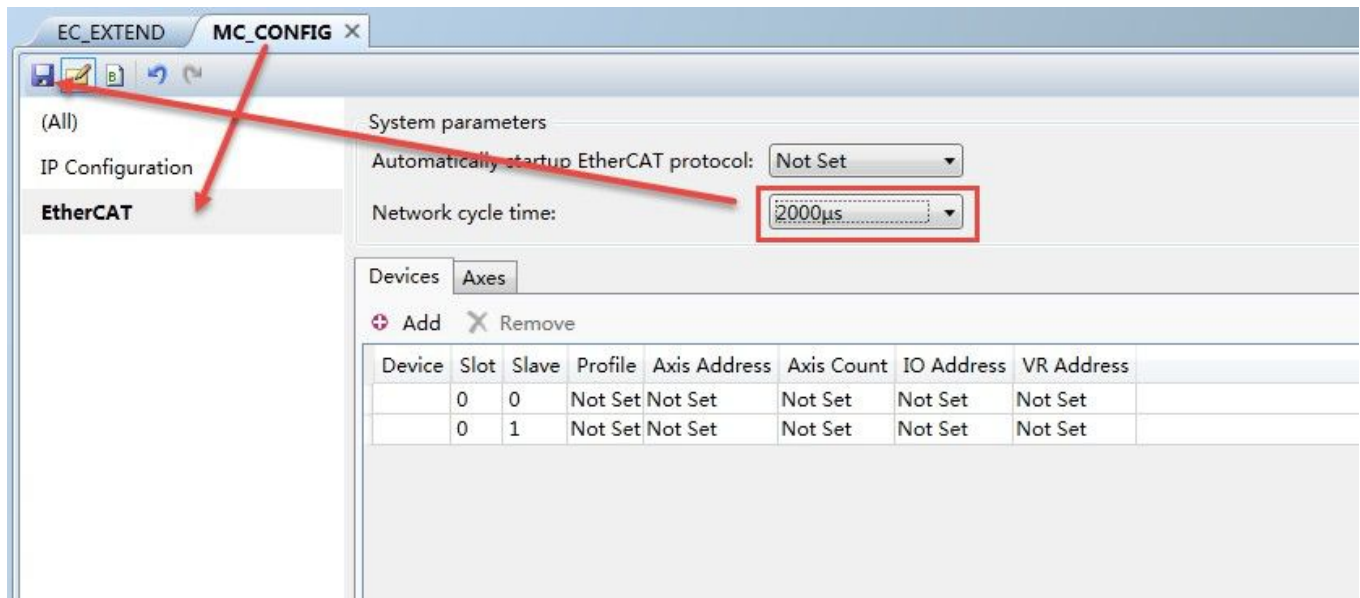 EC_EXTEND MC_CONFIG
B
(All)
IP Configuration
EtherCAT
System parameters
Automatically startup EtherCAT protocol: Not Set
Network cycle time: 2000µs
Devices Axes
Add Remove
Device Slot Slave Profile Axis Address Axis Count IO Address VR Address
0 0 Not Set Not Set Not Set Not Set Not Set
0 1 Not Set Not Set Not Set Not Set Not Set